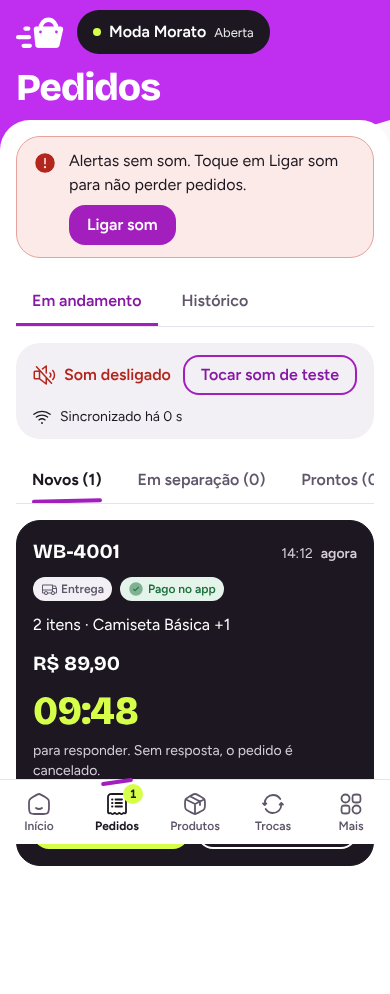 Moda Morato Aberta
Pedidos
Alertas sem som. Toque em Ligar som
para não perder pedidos.
Ligar som
Em andamento
Histórico
Som desligado
Tocar som de teste
Sincronizado há 0 s
Novos (1)
Em separação (0)
Prontos (0
WB-4001
14:12 agora
Entrega
Pago no app
2 itens · Camiseta Básica +1
R$ 89,90
09:48
para responder. Sem resposta, o pedido é
cancelado.
1
Início
Pedidos
Produtos
Trocas
Mais